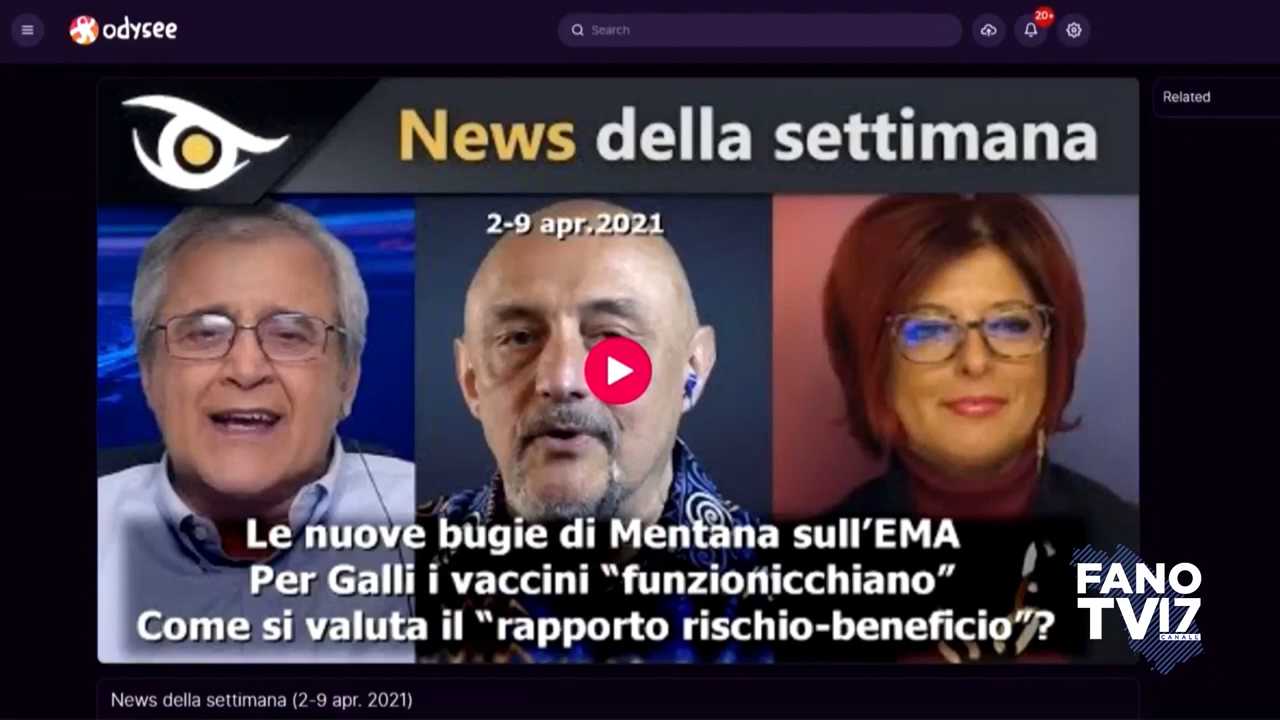 odysee
Search
20+
Related
News della settimana
2-9 apr.2021
Le nuove bugie di Mentana sull’EMA
Per Galli i vaccini “funzionicchiano”
Come si valuta il “rapporto rischio-beneficio”?
FANO
TV17
CANALE
News della settimana (2-9 apr. 2021)